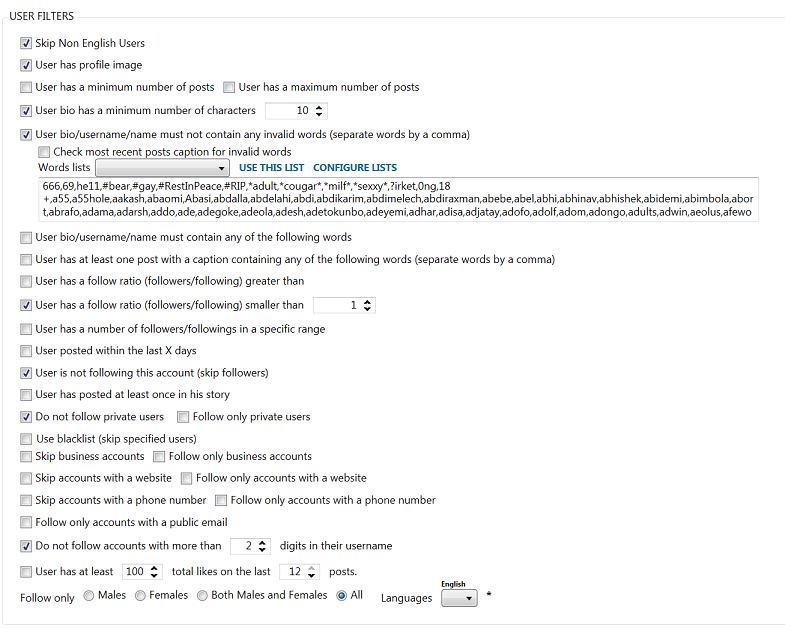 USER FILTERS
Skip Non English Users
User has profile image
User has a minimum number of posts User has a maximum number of posts
User bio has a minimum number of characters 10
User bio/username/name must not contain any invalid words (separate words by a comma)
Check most recent posts caption for invalid words
Words lists USE THIS LIST CONFIGURE LISTS
666,69,he11,#bear,#gay,#RestInPeace,#RIP,*adult,*cougar*,*milf*,*sexxy*,?irket,0ng,18
+,a55,a55hole,aakash,abaomi,Abasi,abdalla,abdelahi,abdi,abdikarim,abdimelech,abdiraxman,abebe,abel,abhi,abhinav,abhishek,abidemi,abimbola,abor
t,abrafo,adama,adarsh,addo,ade,adegoke,adeola,adesh,adetokunbo,adeyemi,adhar,adisa,adjatay,adofo,adolf,adom,adongo,adults,adwin,aeolus,afewo
User bio/username/name must contain any of the following words
User has at least one post with a caption containing any of the following words (separate words by a comma)
User has a follow ratio (followers/following) greater than
User has a follow ratio (followers/following) smaller than 1
User has a number of followers/followings in a specific range
User posted within the last X days
User is not following this account (skip followers)
User has posted at least once in his story
Do not follow private users Follow only private users
Use blacklist (skip specified users)
Skip business accounts Follow only business accounts
Skip accounts with a website Follow only accounts with a website
Skip accounts with a phone number Follow only accounts with a phone number
Follow only accounts with a public email
Do not follow accounts with more than 2 digits in their username
User has at least 100 total likes on the last 12 posts.
English
Follow only Males Females Both Males and Females All Languages *